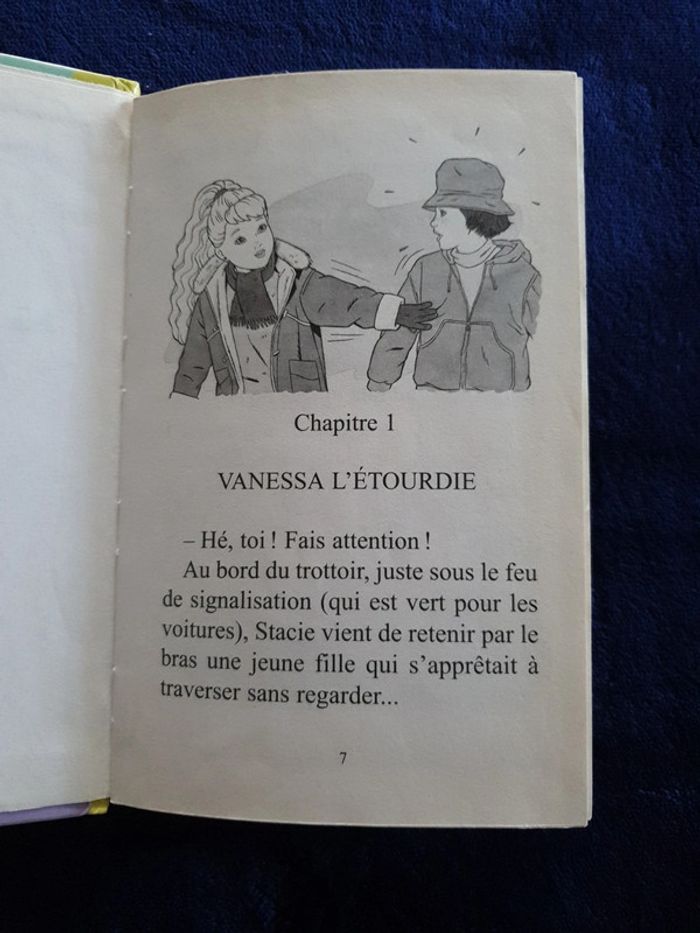 Chapitre 1
VANESSA L'ÉTOURDIE
– Hé, toi ! Fais attention !
Au bord du trottoir, juste sous le feu
de signalisation (qui est vert pour les
voitures), Stacie vient de retenir par le
bras une jeune fille qui s'apprêtait à
traverser sans regarder...
7